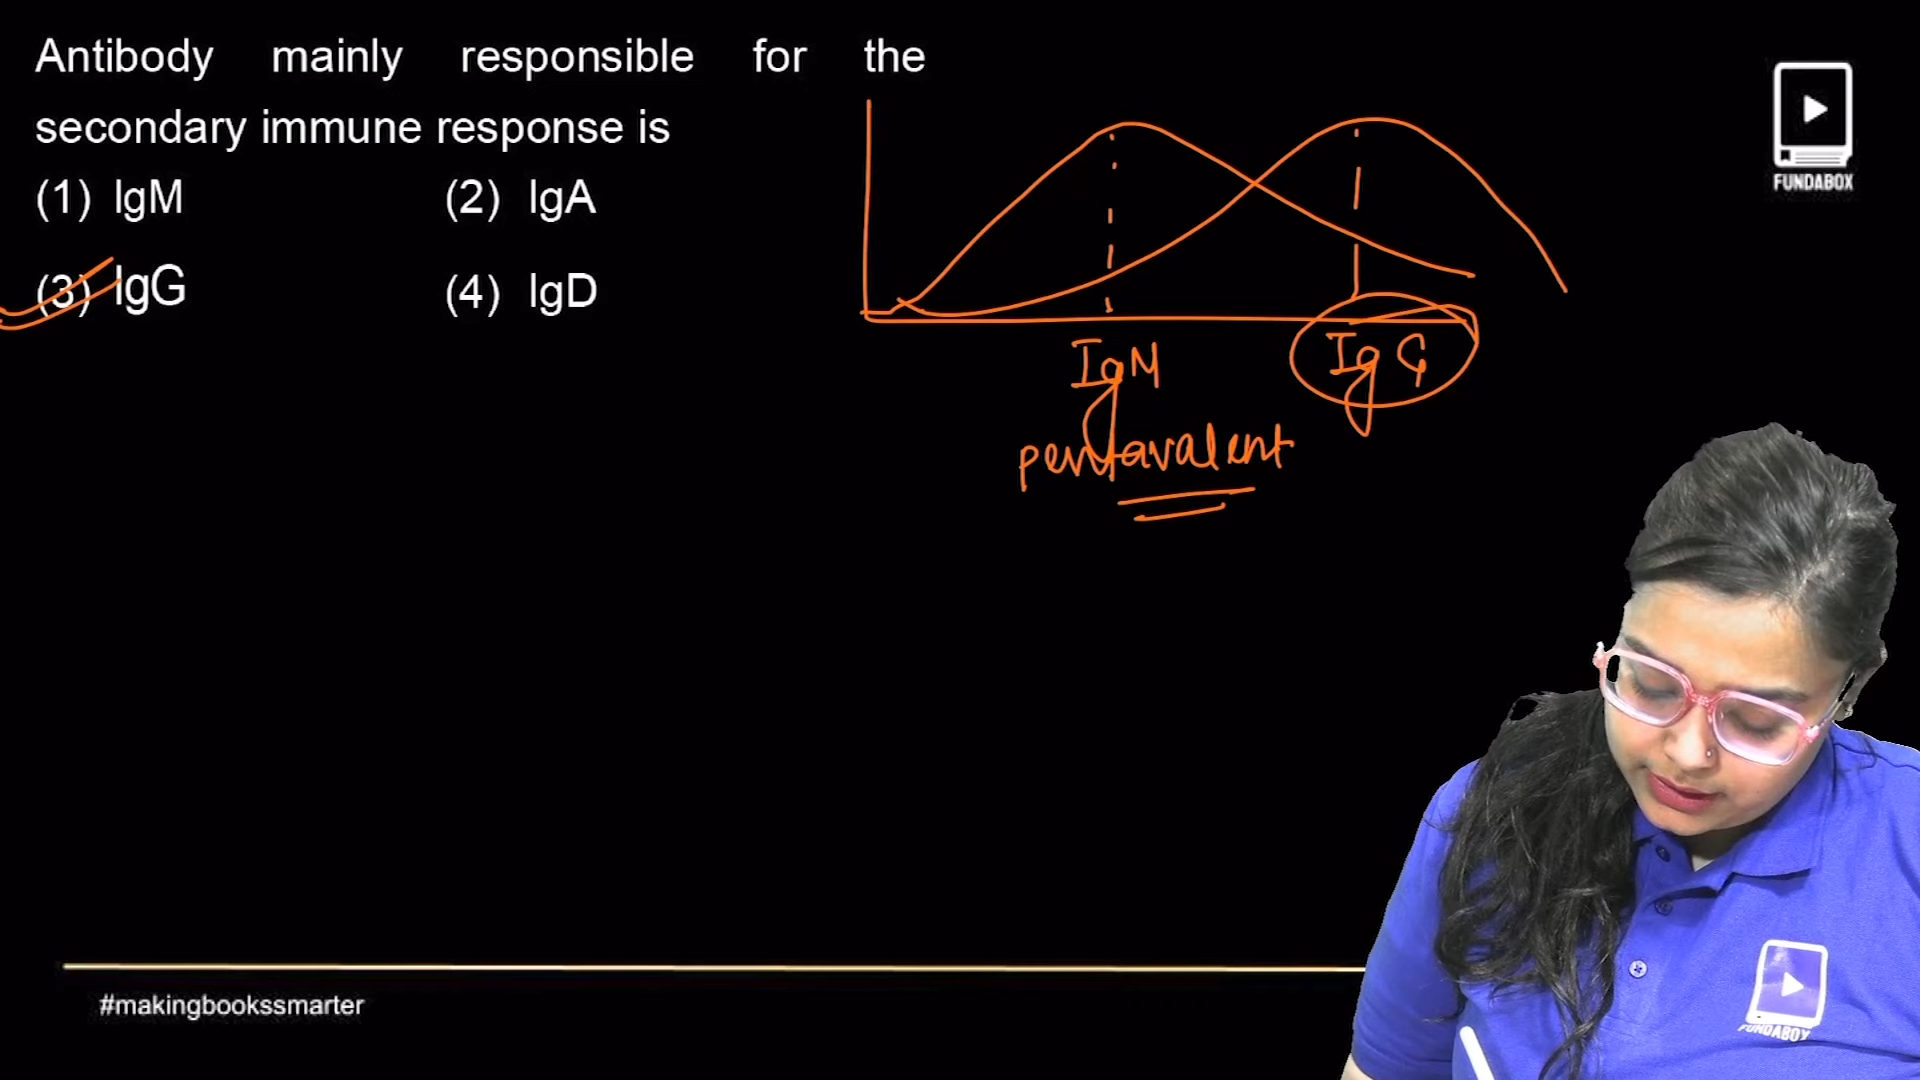 Antibody mainly responsible for the
secondary immune response is
(1) IgM (2) IgA
(3) IgG (4) IgD
IgM
IgG
pentavalent
FUNDABOX
FUNDABOX
#makingbookssmarter